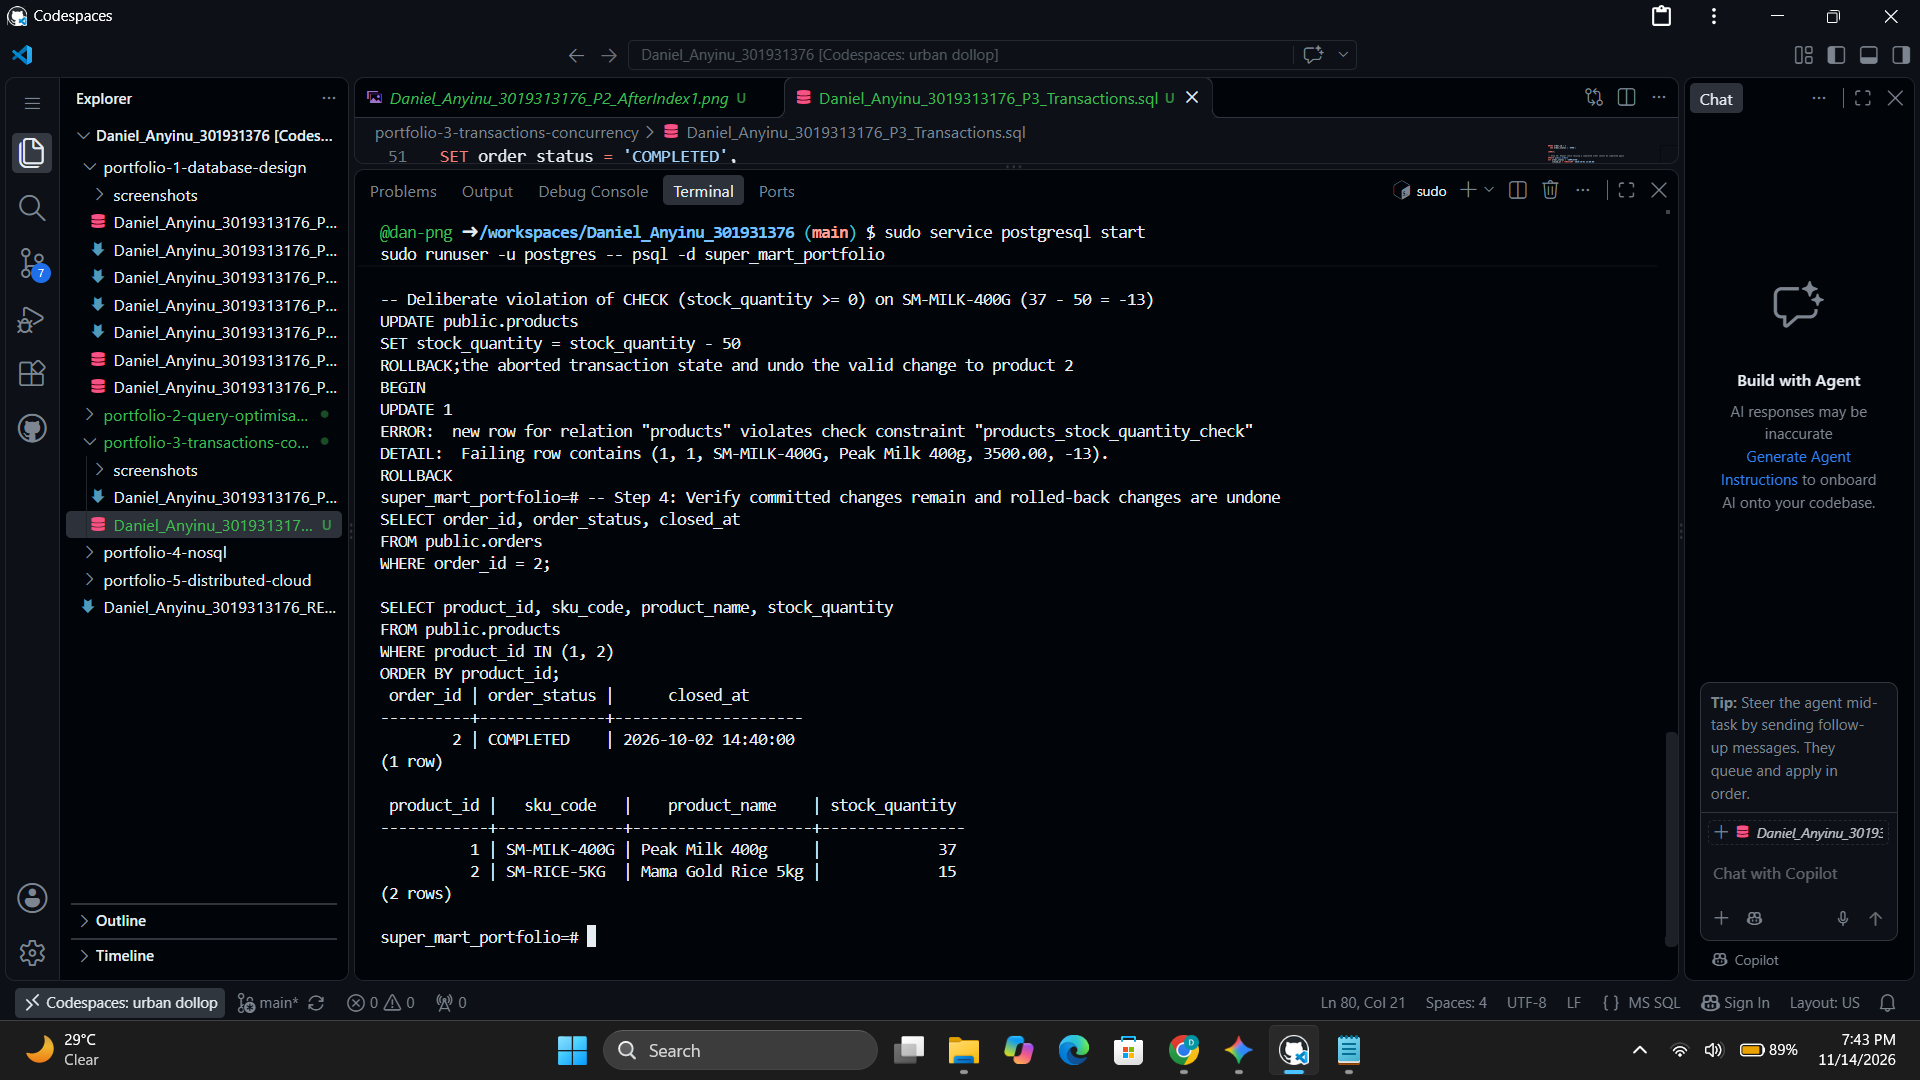 Codespaces
Daniel_Anyinu_301931376 [Codespaces: urban dollop]
Explorer
Daniel_Anyinu_301931376 [Codes...
portfolio-1-database-design
screenshots
Daniel_Anyinu_3019313176_P...
Daniel_Anyinu_3019313176_P...
Daniel_Anyinu_3019313176_P...
Daniel_Anyinu_3019313176_P...
Daniel_Anyinu_3019313176_P...
Daniel_Anyinu_3019313176_P...
Daniel_Anyinu_3019313176_P...
portfolio-2-query-optimisa...
portfolio-3-transactions-co...
screenshots
Daniel_Anyinu_3019313176_P...
Daniel_Anyinu_301931317... U
portfolio-4-nosql
portfolio-5-distributed-cloud
Daniel_Anyinu_3019313176_RE...
Outline
Timeline
7
Daniel_Anyinu_3019313176_P2_AfterIndex1.png U
Daniel_Anyinu_3019313176_P3_Transactions.sql U
portfolio-3-transactions-concurrency > Daniel_Anyinu_3019313176_P3_Transactions.sql
51 SET order_status = 'COMPLETED',
Problems Output Debug Console Terminal Ports
sudo
@dan-png ➜/workspaces/Daniel_Anyinu_301931376 (main) $ sudo service postgresql start
sudo runuser -u postgres -- psql -d super_mart_portfolio
-- Deliberate violation of CHECK (stock_quantity >= 0) on SM-MILK-400G (37 - 50 = -13)
UPDATE public.products
SET stock_quantity = stock_quantity - 50
ROLLBACK;the aborted transaction state and undo the valid change to product 2
BEGIN
UPDATE 1
ERROR:  new row for relation "products" violates check constraint "products_stock_quantity_check"
DETAIL:  Failing row contains (1, 1, SM-MILK-400G, Peak Milk 400g, 3500.00, -13).
ROLLBACK
super_mart_portfolio=# -- Step 4: Verify committed changes remain and rolled-back changes are undone
SELECT order_id, order_status, closed_at
FROM public.orders
WHERE order_id = 2;
SELECT product_id, sku_code, product_name, stock_quantity
FROM public.products
WHERE product_id IN (1, 2)
ORDER BY product_id;
 order_id | order_status |      closed_at
----------+--------------+---------------------
        2 | COMPLETED    | 2026-10-02 14:40:00
(1 row)
 product_id |   sku_code   |    product_name    | stock_quantity
------------+--------------+--------------------+----------------
          1 | SM-MILK-400G | Peak Milk 400g     |             37
          2 | SM-RICE-5KG  | Mama Gold Rice 5kg |             15
(2 rows)
super_mart_portfolio=#
Chat
Build with Agent
AI responses may be
inaccurate
Generate Agent
Instructions to onboard
AI onto your codebase.
Tip: Steer the agent mid-
task by sending follow-
up messages. They
queue and apply in
order.
Daniel_Anyinu_30193
Chat with Copilot
Copilot
Codespaces: urban dollop main* 0 0 0
Ln 80, Col 21 Spaces: 4 UTF-8 LF {} MS SQL Sign In Layout: US
29°C
Clear
Search
89%
7:43 PM
11/14/2026